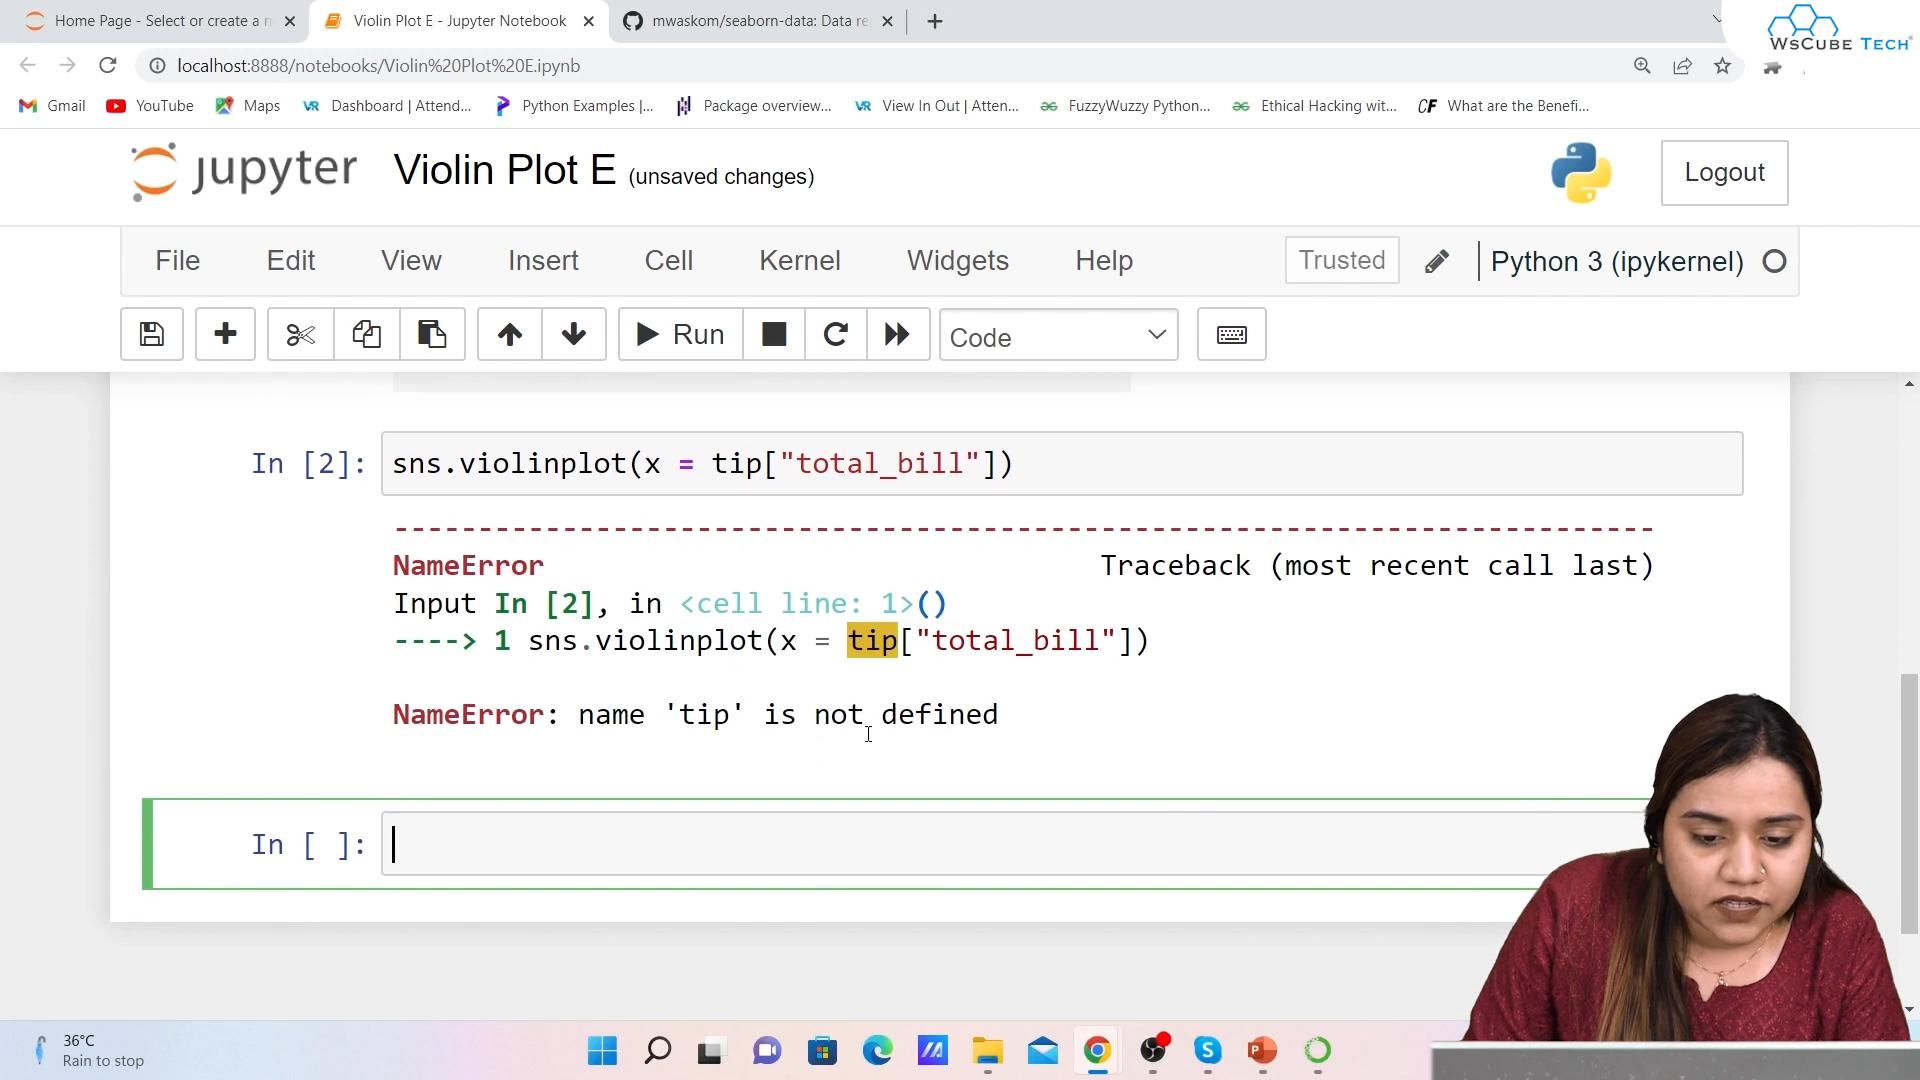 Home Page - Select or create a n
Violin Plot E - Jupyter Notebook
mwaskom/seaborn-data: Data re
WsCube Tech
localhost:8888/notebooks/Violin%20Plot%20E.ipynb
Gmail YouTube Maps Dashboard | Attend... Python Examples |... Package overview... View In Out | Atten... FuzzyWuzzy Python... Ethical Hacking wit... What are the Benefi...
jupyter Violin Plot E (unsaved changes) Logout
File Edit View Insert Cell Kernel Widgets Help Trusted Python 3 (ipykernel)
Run Code
In [2]: sns.violinplot(x = tip["total_bill"])
---------------------------------------------------------------------------
NameError Traceback (most recent call last)
Input In [2], in <cell line: 1>()
----> 1 sns.violinplot(x = tip["total_bill"])
NameError: name 'tip' is not defined
In [ ]:
36°C
Rain to stop